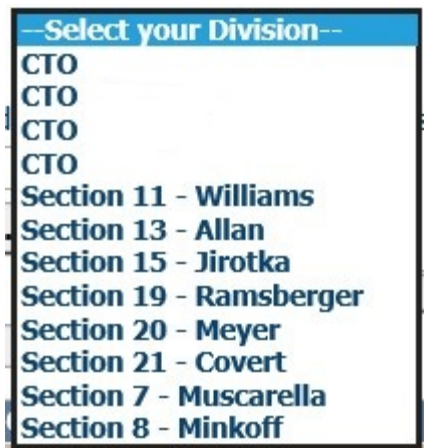 --Select your Division--
CTO
CTO
CTO
CTO
Section 11 - Williams
Section 13 - Allan
Section 15 - Jirotka
Section 19 - Ramsberger
Section 20 - Meyer
Section 21 - Covert
Section 7 - Muscarella
Section 8 - Minkoff